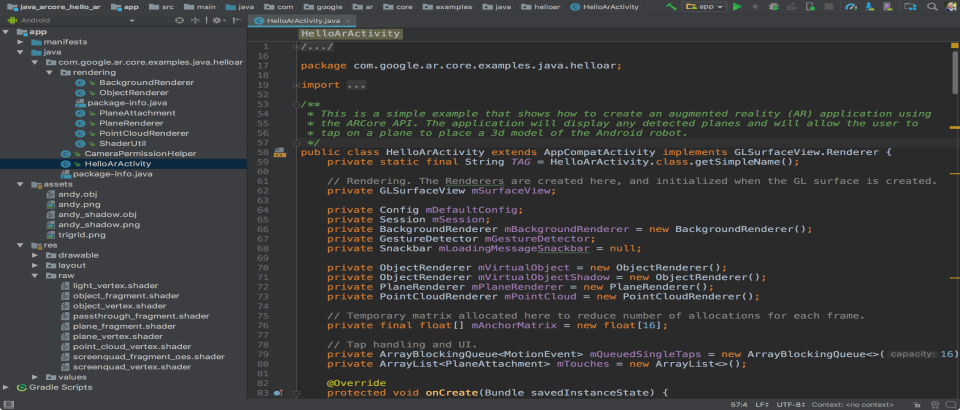 java_arcore_hello_ar app src main java com google ar core examples java helloar HelloArActivity app
Android
HelloArActivity.java
app
manifests
java
com.google.ar.core.examples.java.helloar
rendering
BackgroundRenderer
ObjectRenderer
package-info.java
PlaneAttachment
PlaneRenderer
PointCloudRenderer
ShaderUtil
CameraPermissionHelper
HelloArActivity
package-info.java
assets
andy.obj
andy.png
andy_shadow.obj
andy_shadow.png
trigrid.png
res
drawable
layout
raw
light_vertex.shader
object_fragment.shader
object_vertex.shader
passthrough_fragment.shader
plane_fragment.shader
plane_vertex.shader
point_cloud_vertex.shader
screenquad_fragment_oes.shader
screenquad_vertex.shader
values
Gradle Scripts
HelloArActivity
1 /.../
16
17 package com.google.ar.core.examples.java.helloar;
18
19 import ...
52
53 /**
54 * This is a simple example that shows how to create an augmented reality (AR) application using
55 * the ARCore API. The application will display any detected planes and will allow the user to
56 * tap on a plane to place a 3d model of the Android robot.
57 */
58 public class HelloArActivity extends AppCompatActivity implements GLSurfaceView.Renderer {
59 private static final String TAG = HelloArActivity.class.getSimpleName();
60
61 // Rendering. The Renderers are created here, and initialized when the GL surface is created.
62 private GLSurfaceView mSurfaceView;
63
64 private Config mDefaultConfig;
65 private Session mSession;
66 private BackgroundRenderer mBackgroundRenderer = new BackgroundRenderer();
67 private GestureDetector mGestureDetector;
68 private Snackbar mLoadingMessageSnackbar = null;
69
70 private ObjectRenderer mVirtualObject = new ObjectRenderer();
71 private ObjectRenderer mVirtualObjectShadow = new ObjectRenderer();
72 private PlaneRenderer mPlaneRenderer = new PlaneRenderer();
73 private PointCloudRenderer mPointCloud = new PointCloudRenderer();
74
75 // Temporary matrix allocated here to reduce number of allocations for each frame.
76 private final float[] mAnchorMatrix = new float[16];
77
78 // Tap handling and UI.
79 private ArrayBlockingQueue<MotionEvent> mQueuedSingleTaps = new ArrayBlockingQueue<>( capacity: 16)
80 private ArrayList<PlaneAttachment> mTouches = new ArrayList<>();
81
82 @Override
83 protected void onCreate(Bundle savedInstanceState) {
57:4 LF÷ UTF-8÷ Context: <no context>